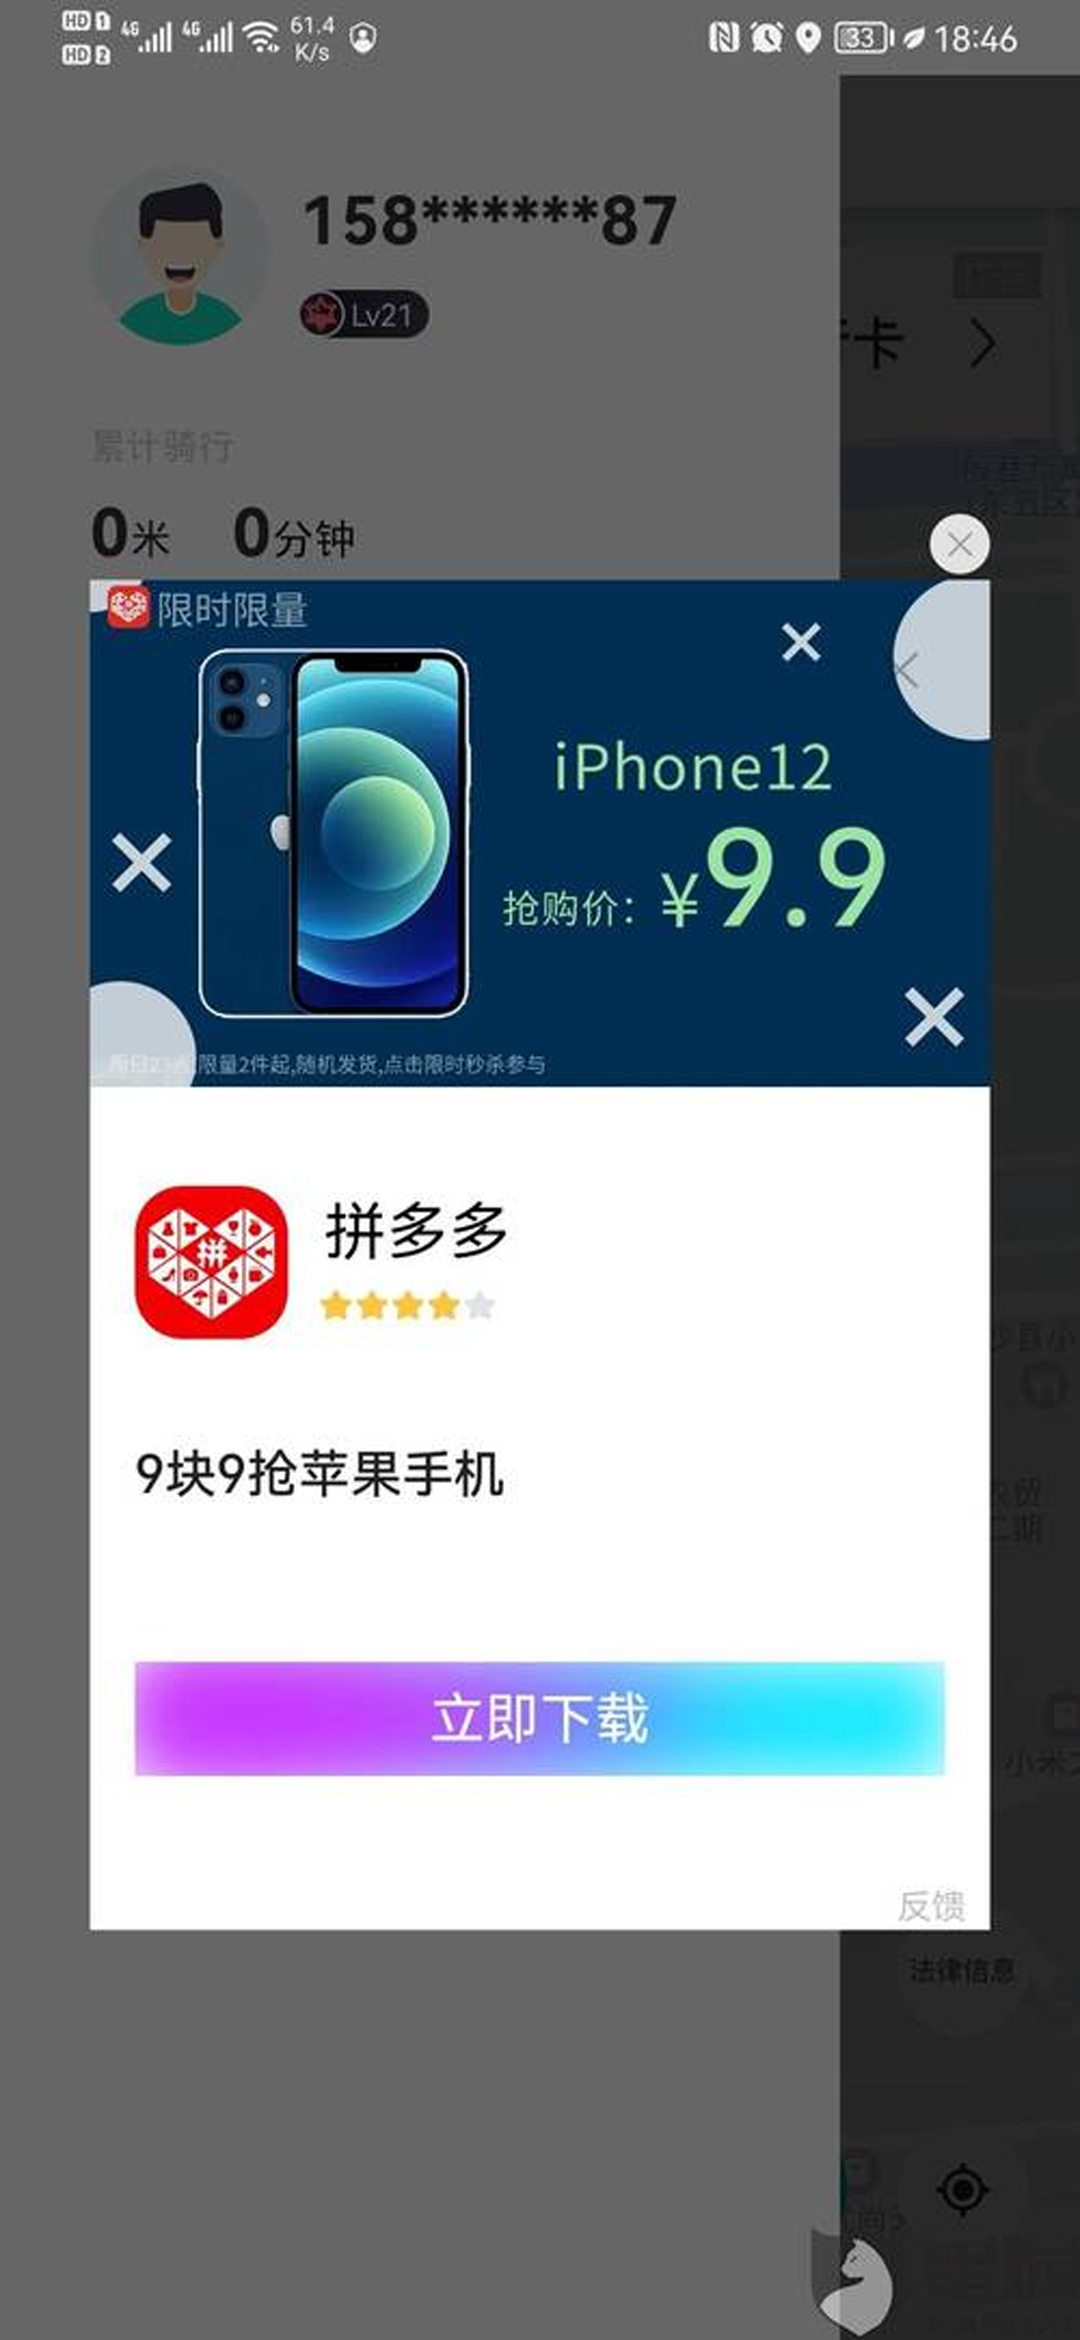 HD 1 4G 4G 61.4 K/s 33 18:46
HD 2
158******87
Lv21
卡
累计骑行
0米 0分钟
限时限量
iPhone12
抢购价：¥9.9
限量2件起,随机发货,点击限时秒杀参与
拼
拼多多
9块9抢苹果手机
立即下载
反馈
法律信息